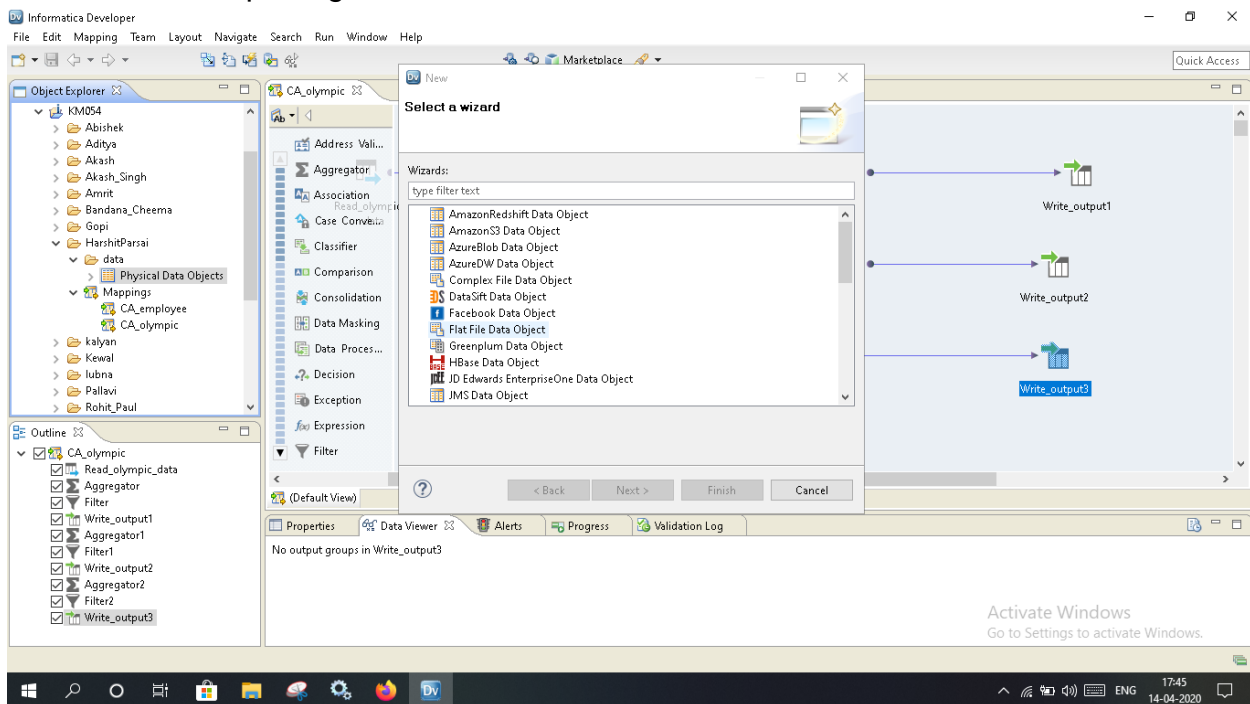 Informatica Developer
File Edit Mapping Team Layout Navigate Search Run Window Help
Marketplace
Quick Access
Object Explorer
KM054
Abishek
Aditya
Akash
Akash_Singh
Amrit
Bandana_Cheema
Gopi
HarshitParsai
data
Physical Data Objects
Mappings
CA_employee
CA_olympic
kalyan
Kewal
lubna
Pallavi
Rohit_Paul
Outline
CA_olympic
Read_olympic_data
Aggregator
Filter
Write_output1
Aggregator1
Filter1
Write_output2
Aggregator2
Filter2
Write_output3
CA_olympic
Address Vali...
Aggregator
Association
Case Conve...
Classifier
Comparison
Consolidation
Data Masking
Data Proces...
Decision
Exception
Expression
Filter
(Default View)
New
Select a wizard
Wizards:
type filter text
AmazonRedshift Data Object
AmazonS3 Data Object
AzureBlob Data Object
AzureDW Data Object
Complex File Data Object
DataSift Data Object
Facebook Data Object
Flat File Data Object
Greenplum Data Object
HBase Data Object
JD Edwards EnterpriseOne Data Object
JMS Data Object
< Back Next > Finish Cancel
Write_output1
Write_output2
Write_output3
Properties Data Viewer Alerts Progress Validation Log
No output groups in Write_output3
Activate Windows
Go to Settings to activate Windows.
Dv
ENG
17:45
14-04-2020